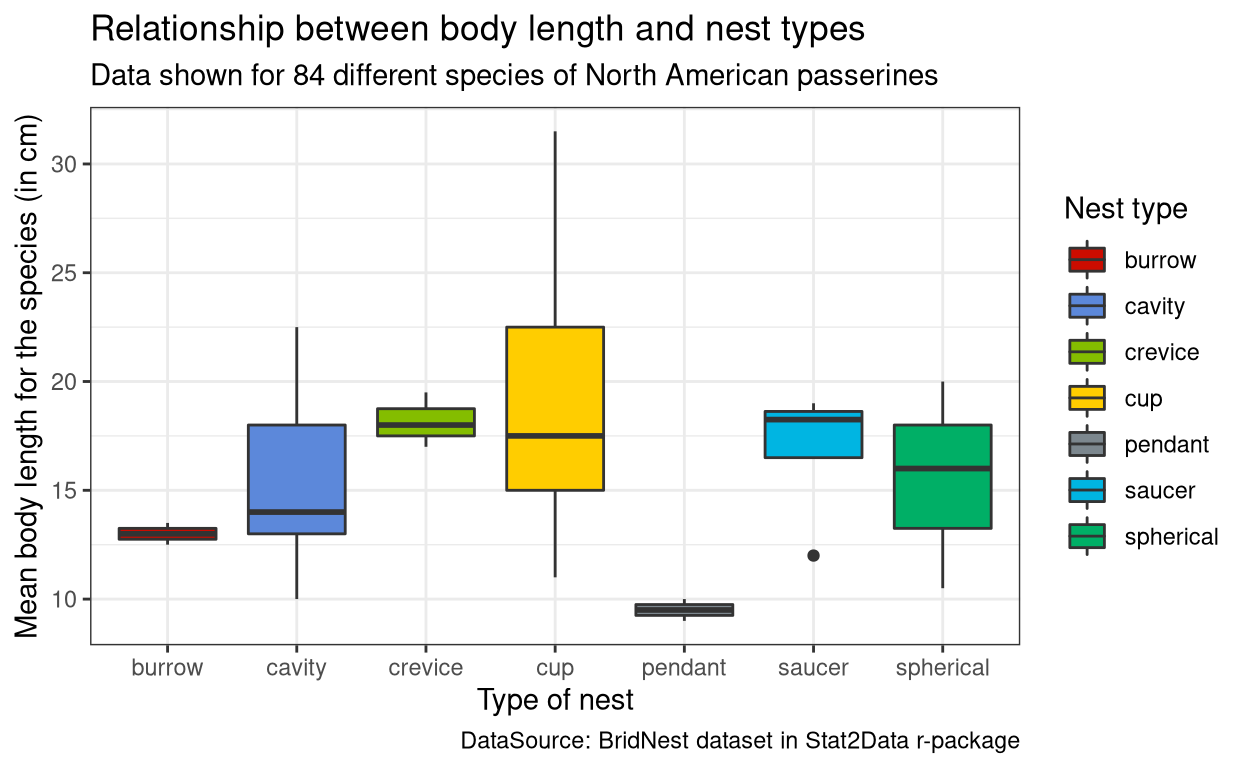 Relationship between body length and nest types
Data shown for 84 different species of North American passerines
Mean body length for the species (in cm)
30
25
20
15
10
burrow cavity crevice cup pendant saucer spherical
Type of nest
DataSource: BridNest dataset in Stat2Data r-package
Nest type
burrow
cavity
crevice
cup
pendant
saucer
spherical